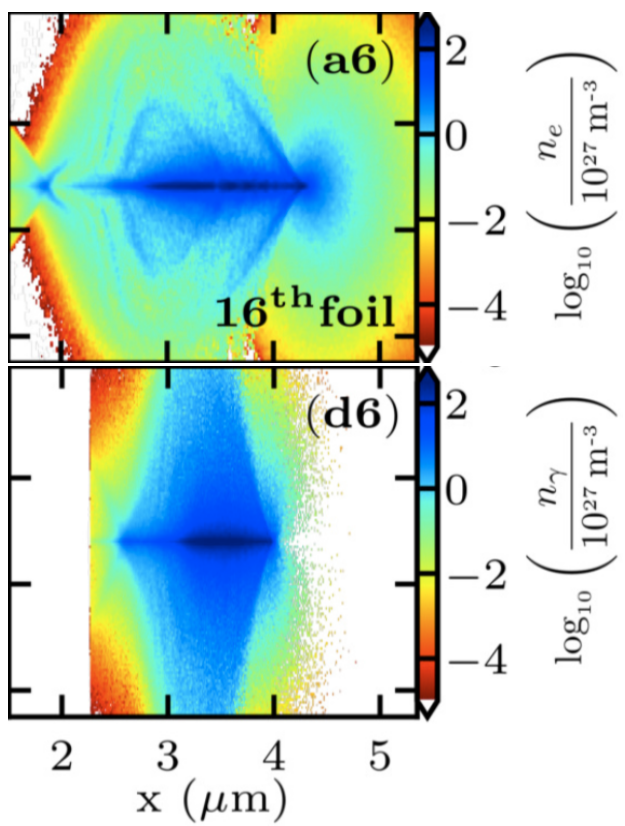 (a6)
16th foil
2
0
−2
−4
log10 ( ne / 10^27 m^-3 )
(d6)
2
0
−2
−4
log10 ( nγ / 10^27 m^-3 )
2 3 4 5
x (μm)